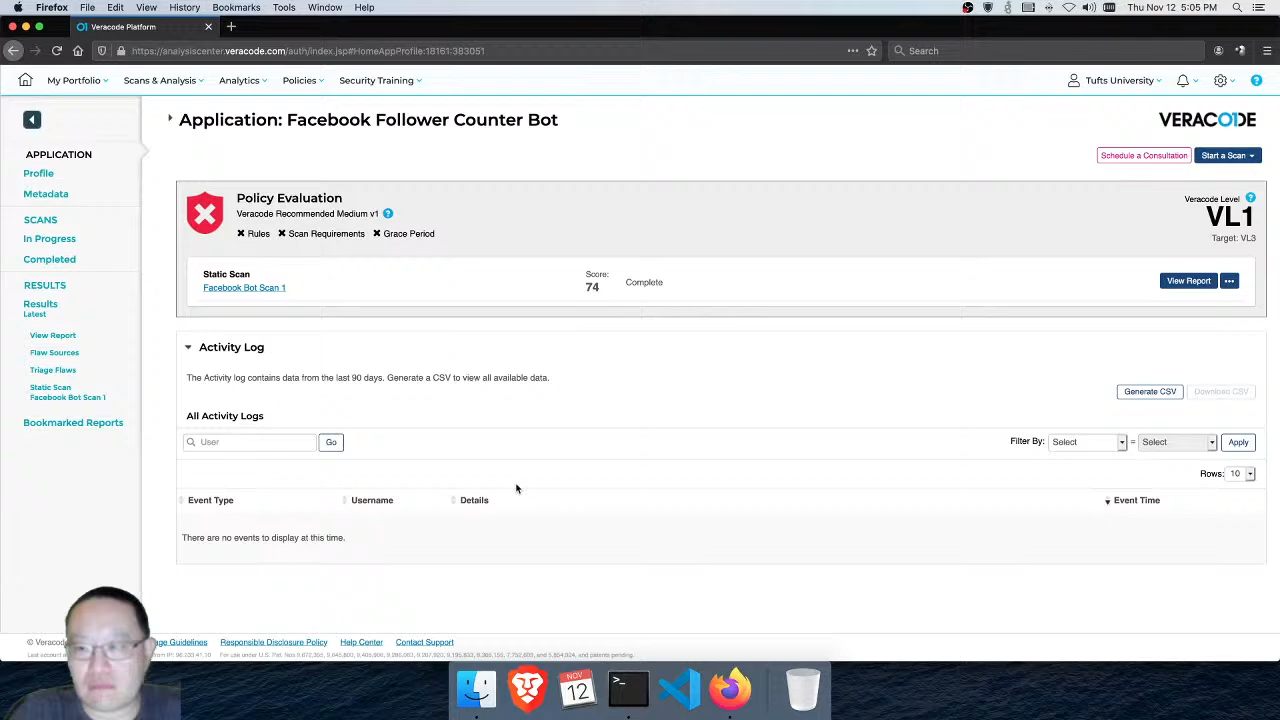 Firefox File Edit View History Bookmarks Tools Window Help
Thu Nov 12 5:05 PM
Veracode Platform
https://analysiscenter.veracode.com/auth/index.jsp#HomeAppProfile:18161:383051
Search
My Portfolio Scans & Analysis Analytics Policies Security Training
Tufts University
Application: Facebook Follower Counter Bot
VERACODE
APPLICATION
Profile
Metadata
SCANS
In Progress
Completed
RESULTS
Results
Latest
View Report
Flaw Sources
Triage Flaws
Static Scan
Facebook Bot Scan 1
Bookmarked Reports
Schedule a Consultation
Start a Scan
Policy Evaluation
Veracode Recommended Medium v1
Rules Scan Requirements Grace Period
Veracode Level
VL1
Target: VL3
Static Scan
Facebook Bot Scan 1
Score:
74
Complete
View Report
Activity Log
The Activity log contains data from the last 90 days. Generate a CSV to view all available data.
Generate CSV
Download CSV
All Activity Logs
User
Go
Filter By: Select = Select Apply
Rows: 10
Event Type Username Details Event Time
There are no events to display at this time.
© Responsible Disclosure Policy Help Center Contact Support
NOV
12